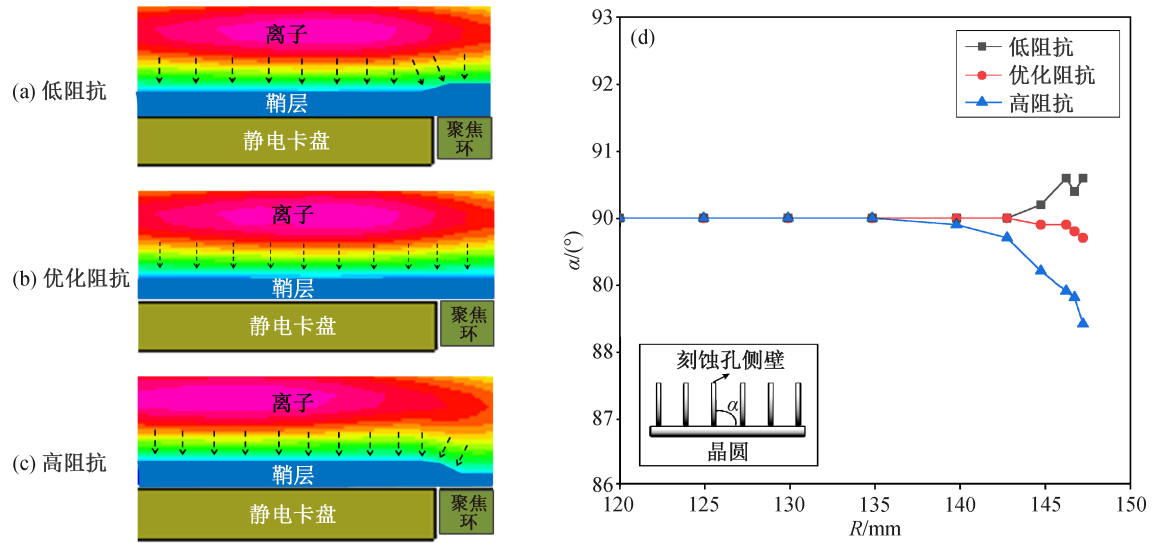 (a) 低阻抗
离子
鞘层
静电卡盘
聚焦
环
(b) 优化阻抗
离子
鞘层
静电卡盘
聚焦
环
(c) 高阻抗
离子
鞘层
静电卡盘
聚焦
环
(d)
低阻抗
优化阻抗
高阻抗
93
92
91
90
80
88
87
86
α/(°)
刻蚀孔侧壁
α
晶圆
120
125
130
135
140
145
150
R/mm